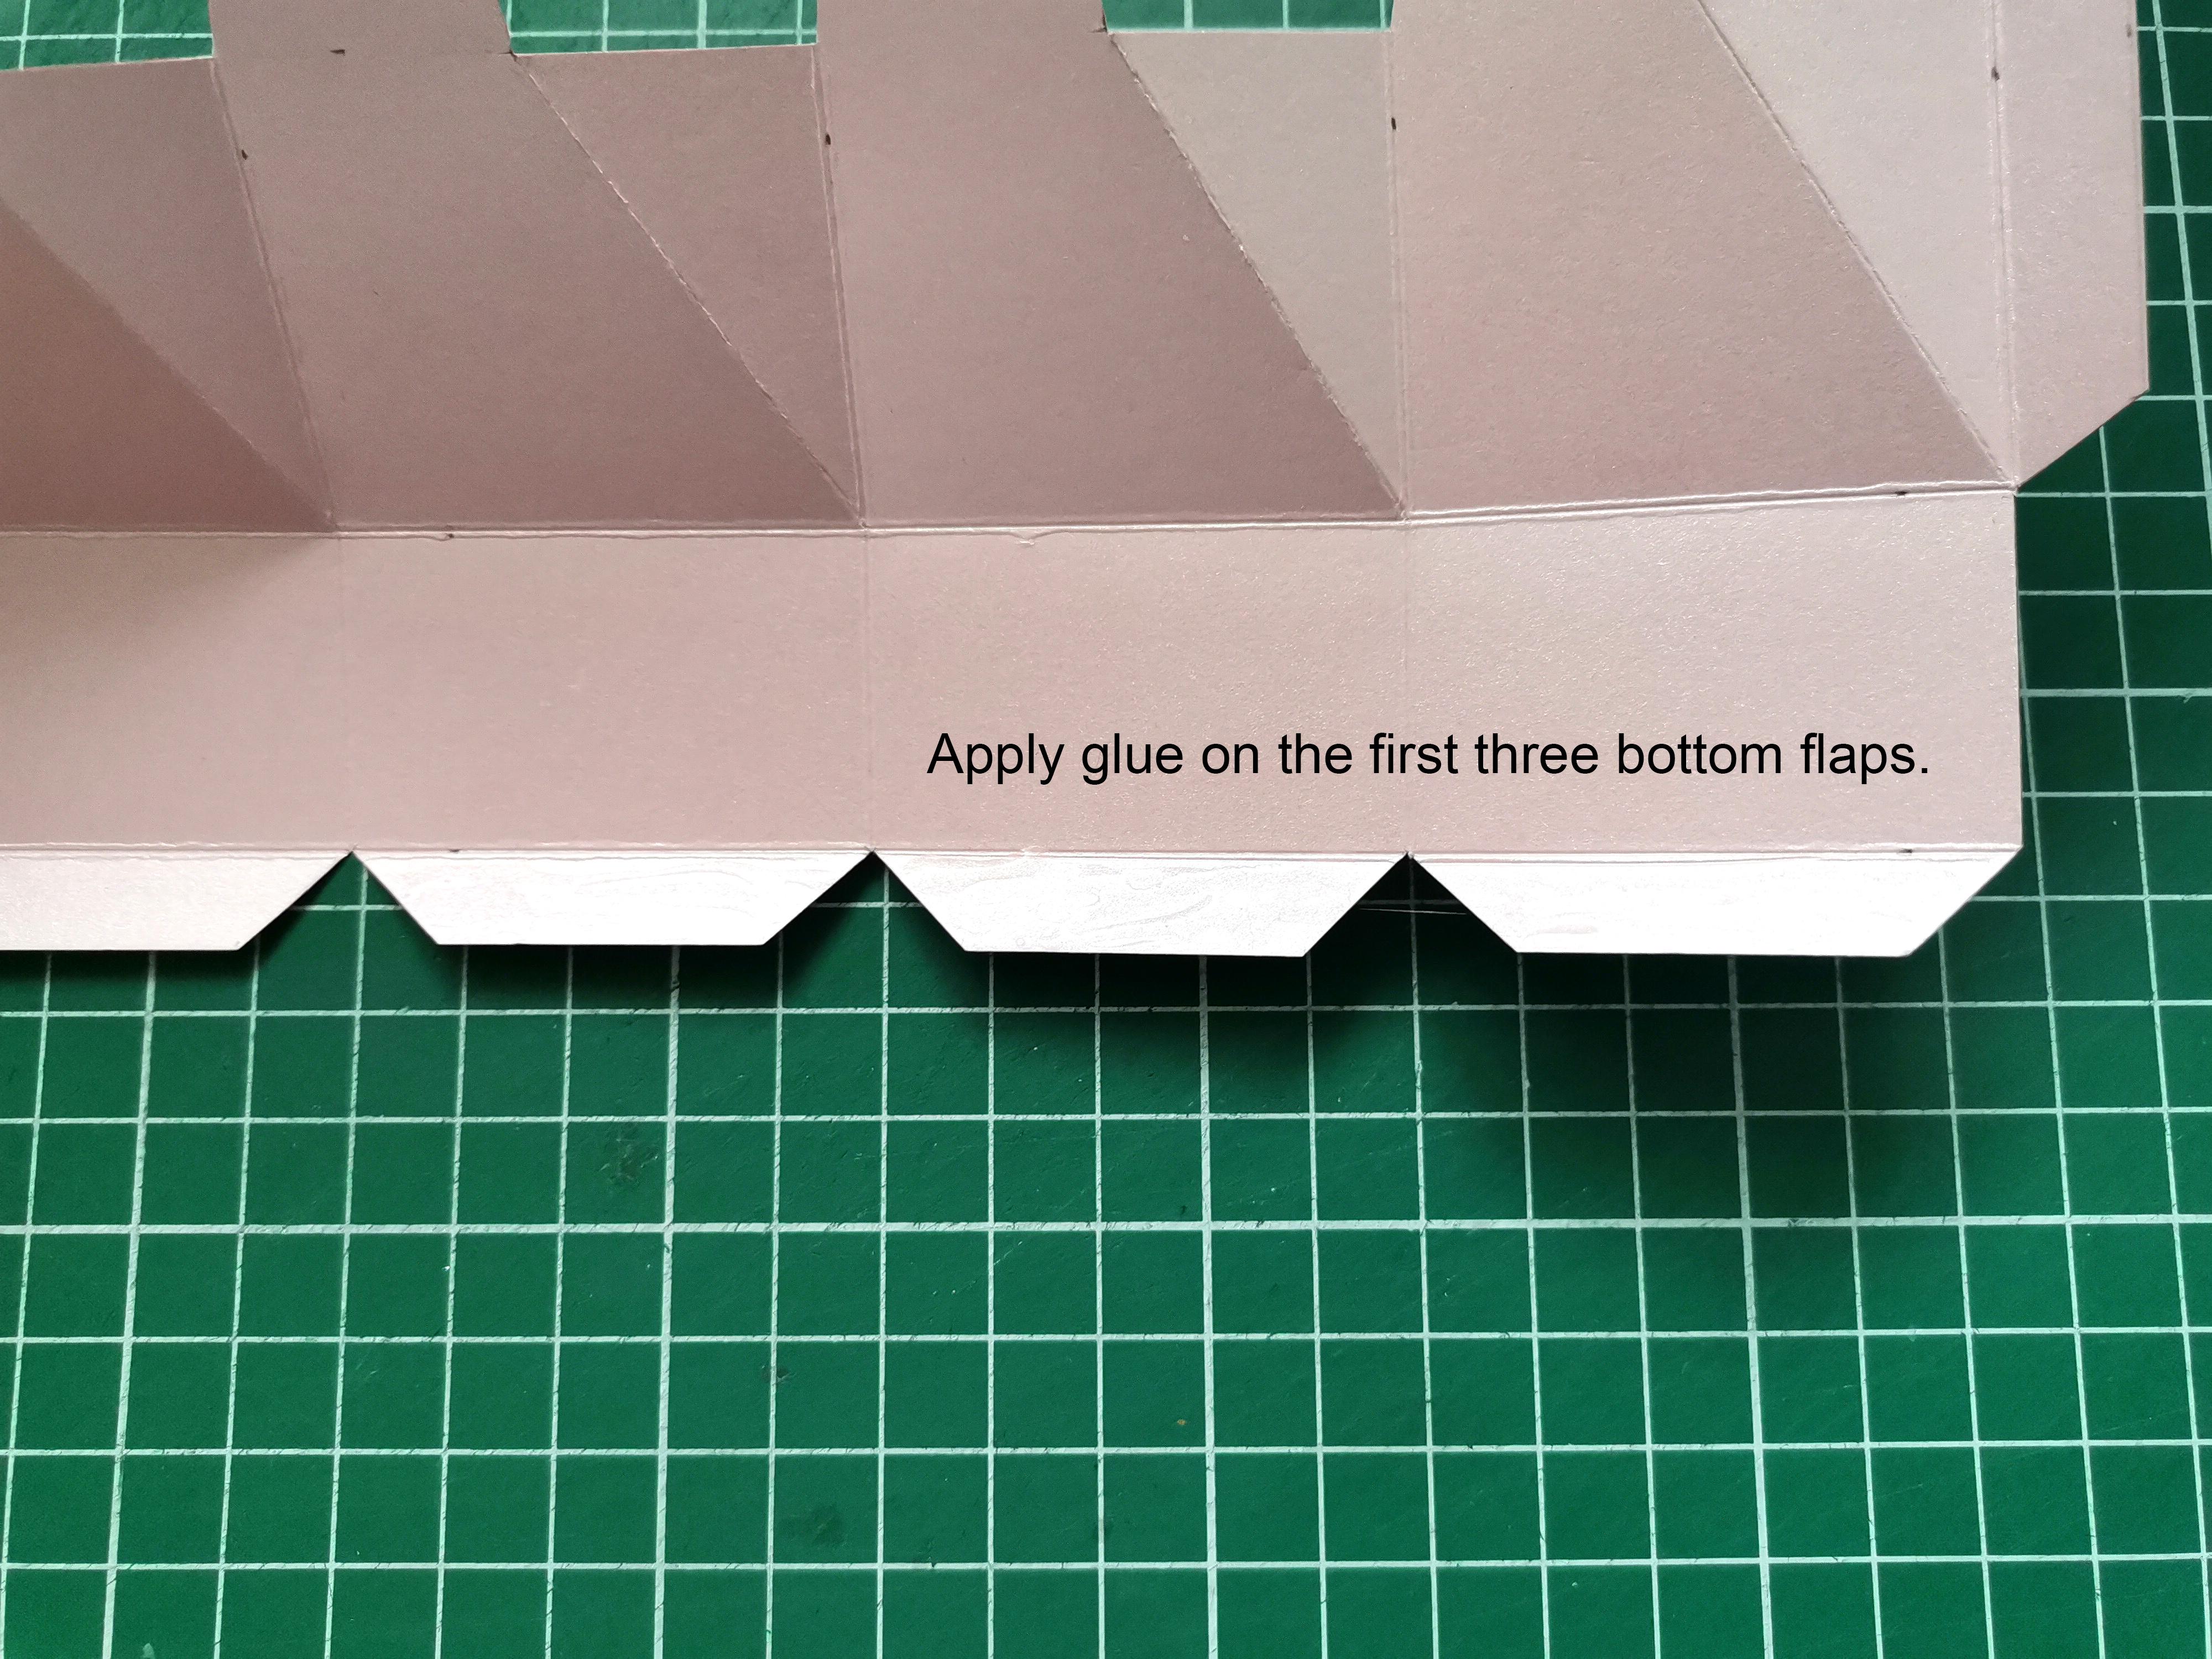 Apply glue on the first three bottom flaps.